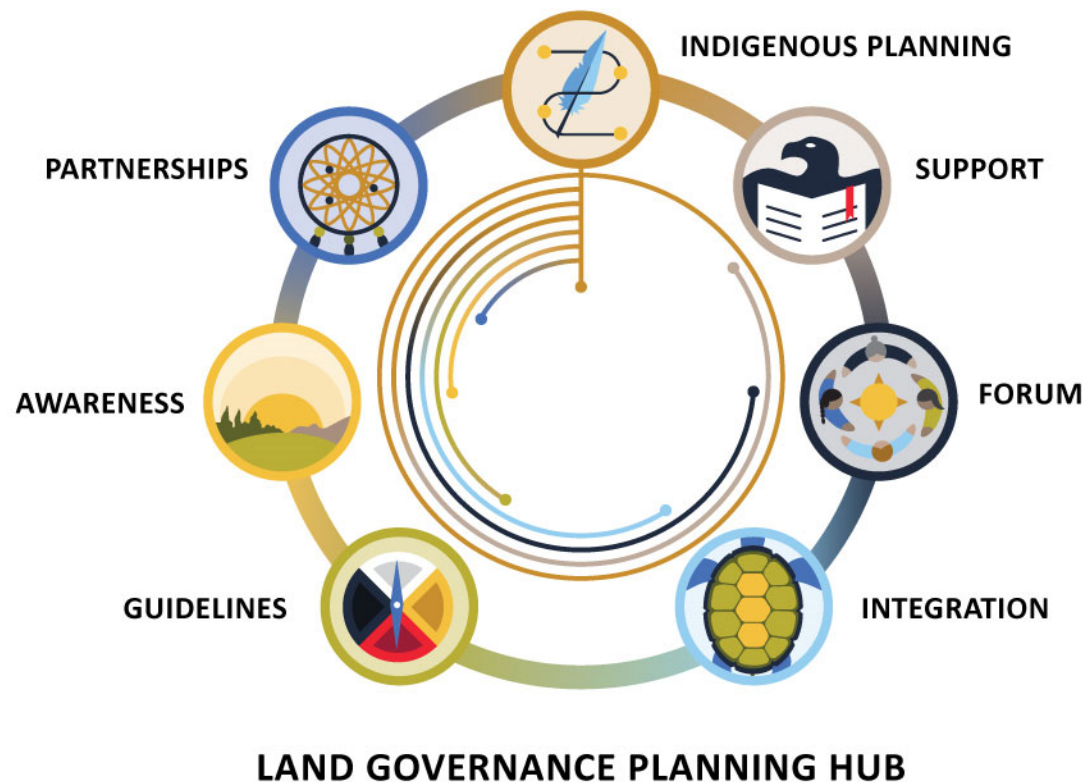 INDIGENOUS PLANNING
PARTNERSHIPS
SUPPORT
AWARENESS
FORUM
GUIDELINES
INTEGRATION
LAND GOVERNANCE PLANNING HUB